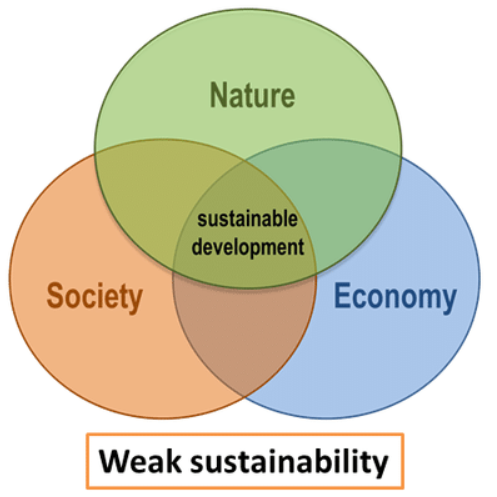 Nature
sustainable
development
Society
Economy
Weak sustainability